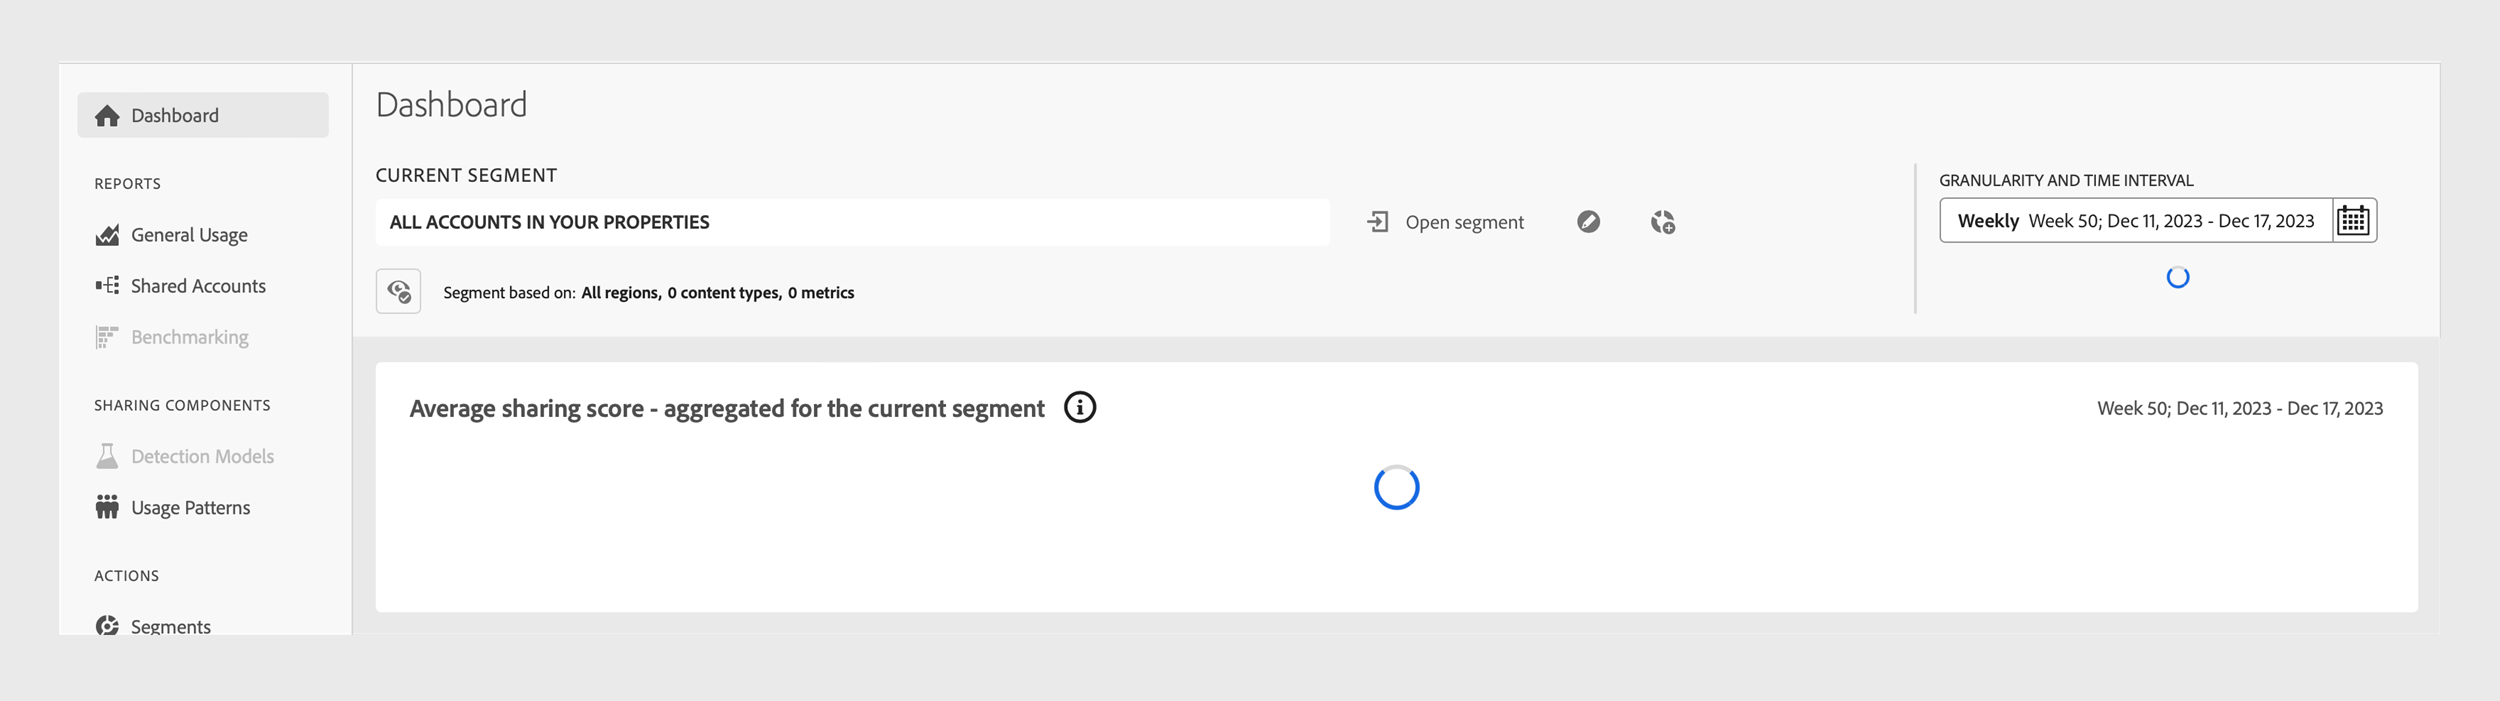 Dashboard
REPORTS
General Usage
Shared Accounts
Benchmarking
SHARING COMPONENTS
Detection Models
Usage Patterns
ACTIONS
Segments
Dashboard
CURRENT SEGMENT
ALL ACCOUNTS IN YOUR PROPERTIES
Open segment
Segment based on: All regions, 0 content types, 0 metrics
GRANULARITY AND TIME INTERVAL
Weekly Week 50; Dec 11, 2023 - Dec 17, 2023
Average sharing score - aggregated for the current segment
Week 50; Dec 11, 2023 - Dec 17, 2023